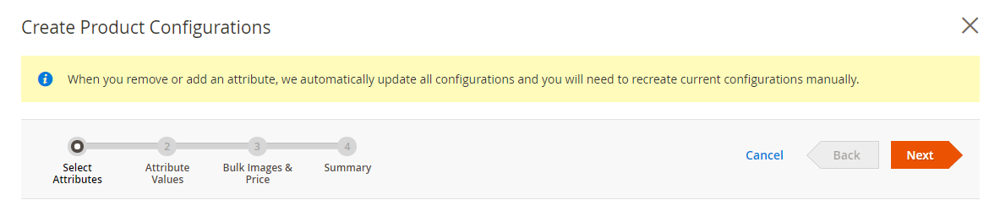 Create Product Configurations
When you remove or add an attribute, we automatically update all configurations and you will need to recreate current configurations manually.
2
3
4
Select
Attributes
Attribute
Values
Bulk Images &
Price
Summary
Cancel
Back
Next